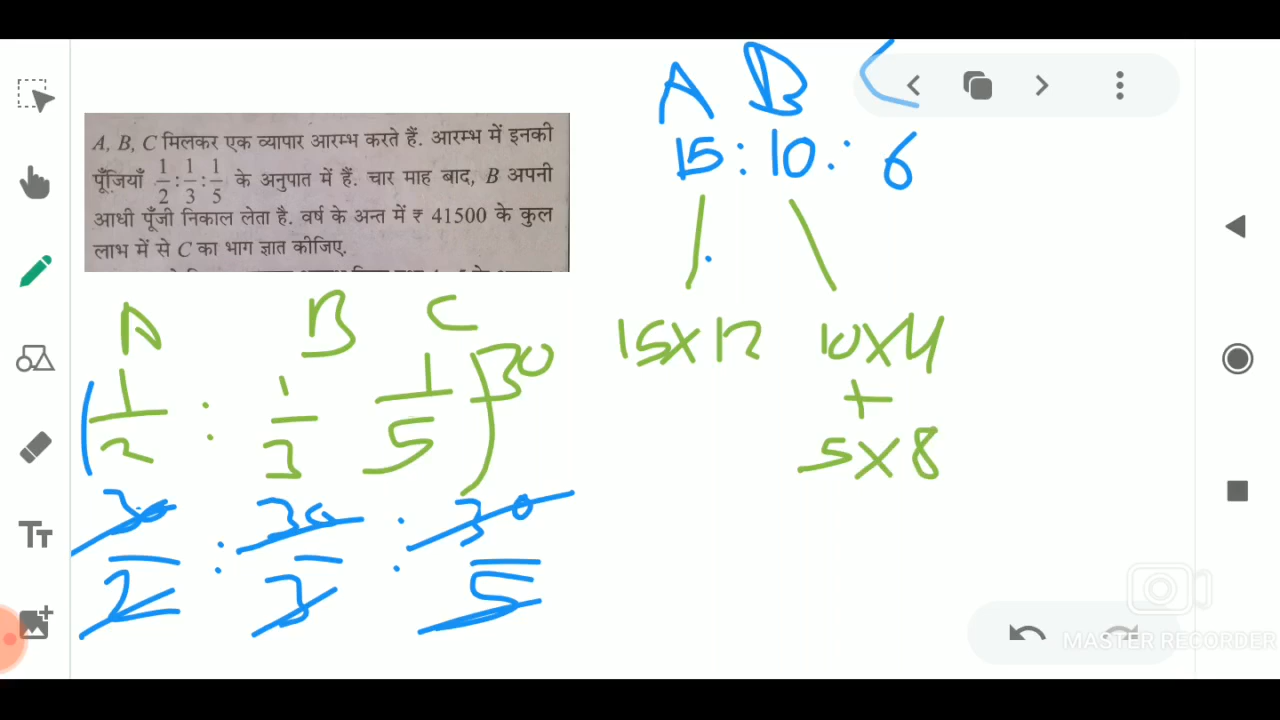 A, B, C मिलकर एक व्यापार आरम्भ करते हैं. आरम्भ में इनकी
पूँजियाँ 1/2 : 1/3 : 1/5 के अनुपात में हैं. चार माह बाद, B अपनी
आधी पूँजी निकाल लेता है. वर्ष के अन्त में ₹ 41500 के कुल
लाभ में से C का भाग ज्ञात कीजिए.
A B C
(1/2 : 1/3 1/5) 30
30/2 : 30/3 : 30/5
A B C
15 : 10 : 6
15×12 10×4
+
5×8
TT
MASTER RECORDER